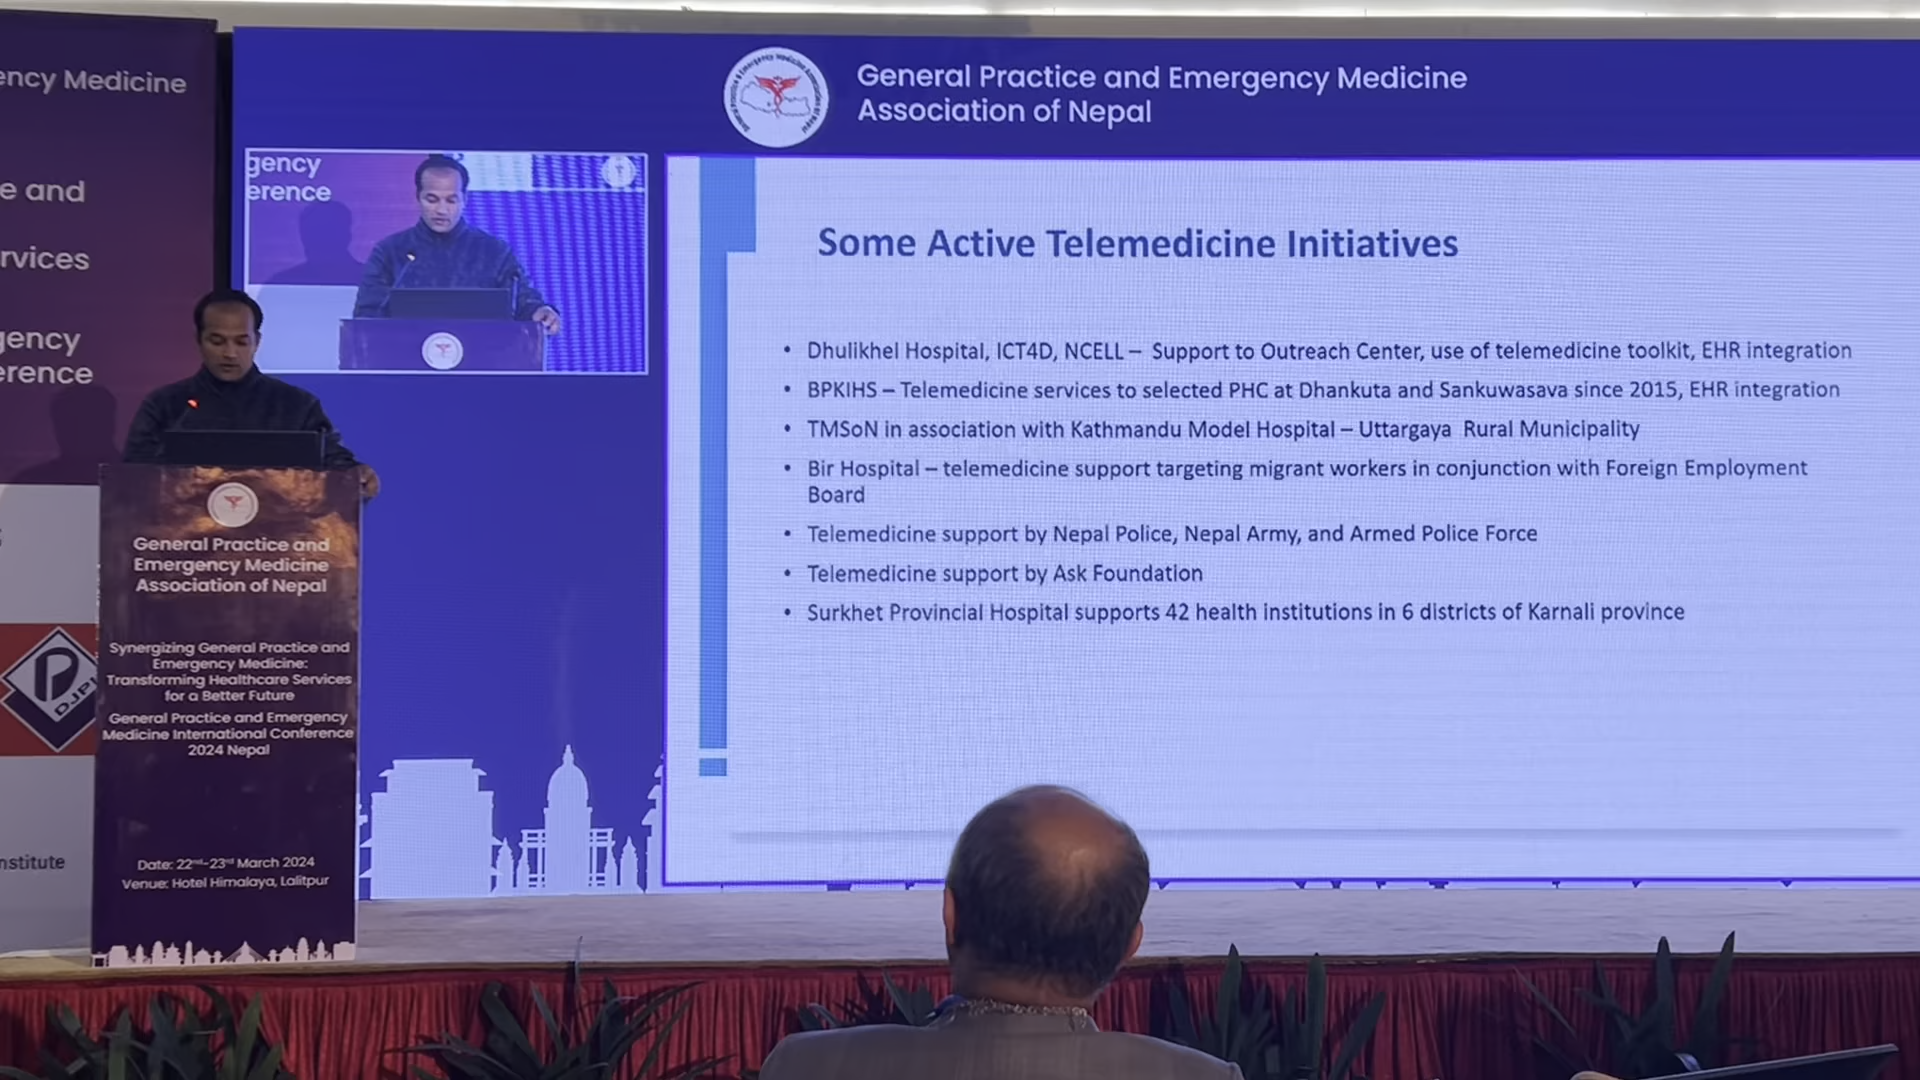 ency Medicine
e and
rvices
gency
erence
nstitute
DJPI
General Practice and Emergency Medicine
Association of Nepal
gency
erence
Some Active Telemedicine Initiatives
• Dhulikhel Hospital, ICT4D, NCELL – Support to Outreach Center, use of telemedicine toolkit, EHR integration
• BPKIHS – Telemedicine services to selected PHC at Dhankuta and Sankuwasava since 2015, EHR integration
• TMSoN in association with Kathmandu Model Hospital – Uttargaya Rural Municipality
• Bir Hospital – telemedicine support targeting migrant workers in conjunction with Foreign Employment
Board
• Telemedicine support by Nepal Police, Nepal Army, and Armed Police Force
• Telemedicine support by Ask Foundation
• Surkhet Provincial Hospital supports 42 health institutions in 6 districts of Karnali province
General Practice and
Emergency Medicine
Association of Nepal
Synergizing General Practice and
Emergency Medicine:
Transforming Healthcare Services
for a Better Future
General Practice and Emergency
Medicine International Conference
2024 Nepal
Date: 22nd-23rd March 2024
Venue: Hotel Himalaya, Lalitpur